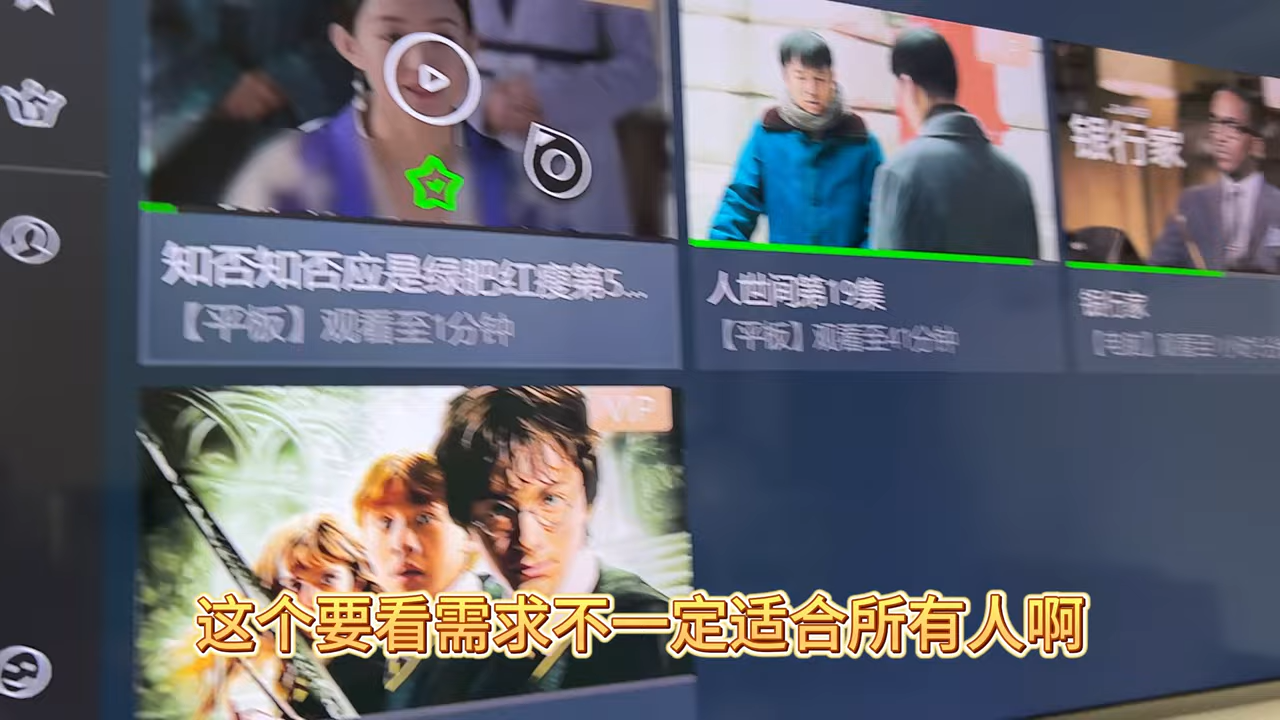 银行家
知否知否应是绿肥红瘦第5...
【平板】观看至1分钟
人世间第19集
【平板】观看至41分钟
银行家
VIP
这个要看需求不一定适合所有人啊